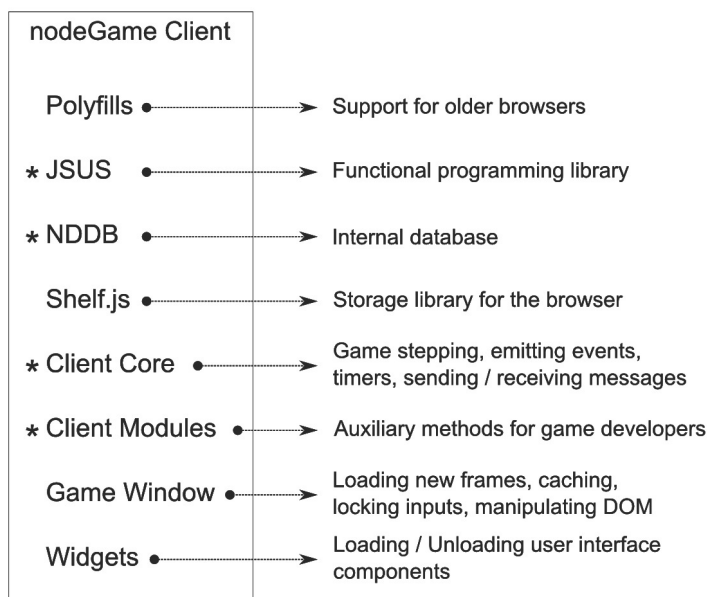 nodeGame Client
Polyfills
Support for older browsers
* JSUS
Functional programming library
* NDDB
Internal database
Shelf.js
Storage library for the browser
* Client Core
Game stepping, emitting events,
timers, sending / receiving messages
* Client Modules
Auxiliary methods for game developers
Game Window
Loading new frames, caching,
locking inputs, manipulating DOM
Widgets
Loading / Unloading user interface
components